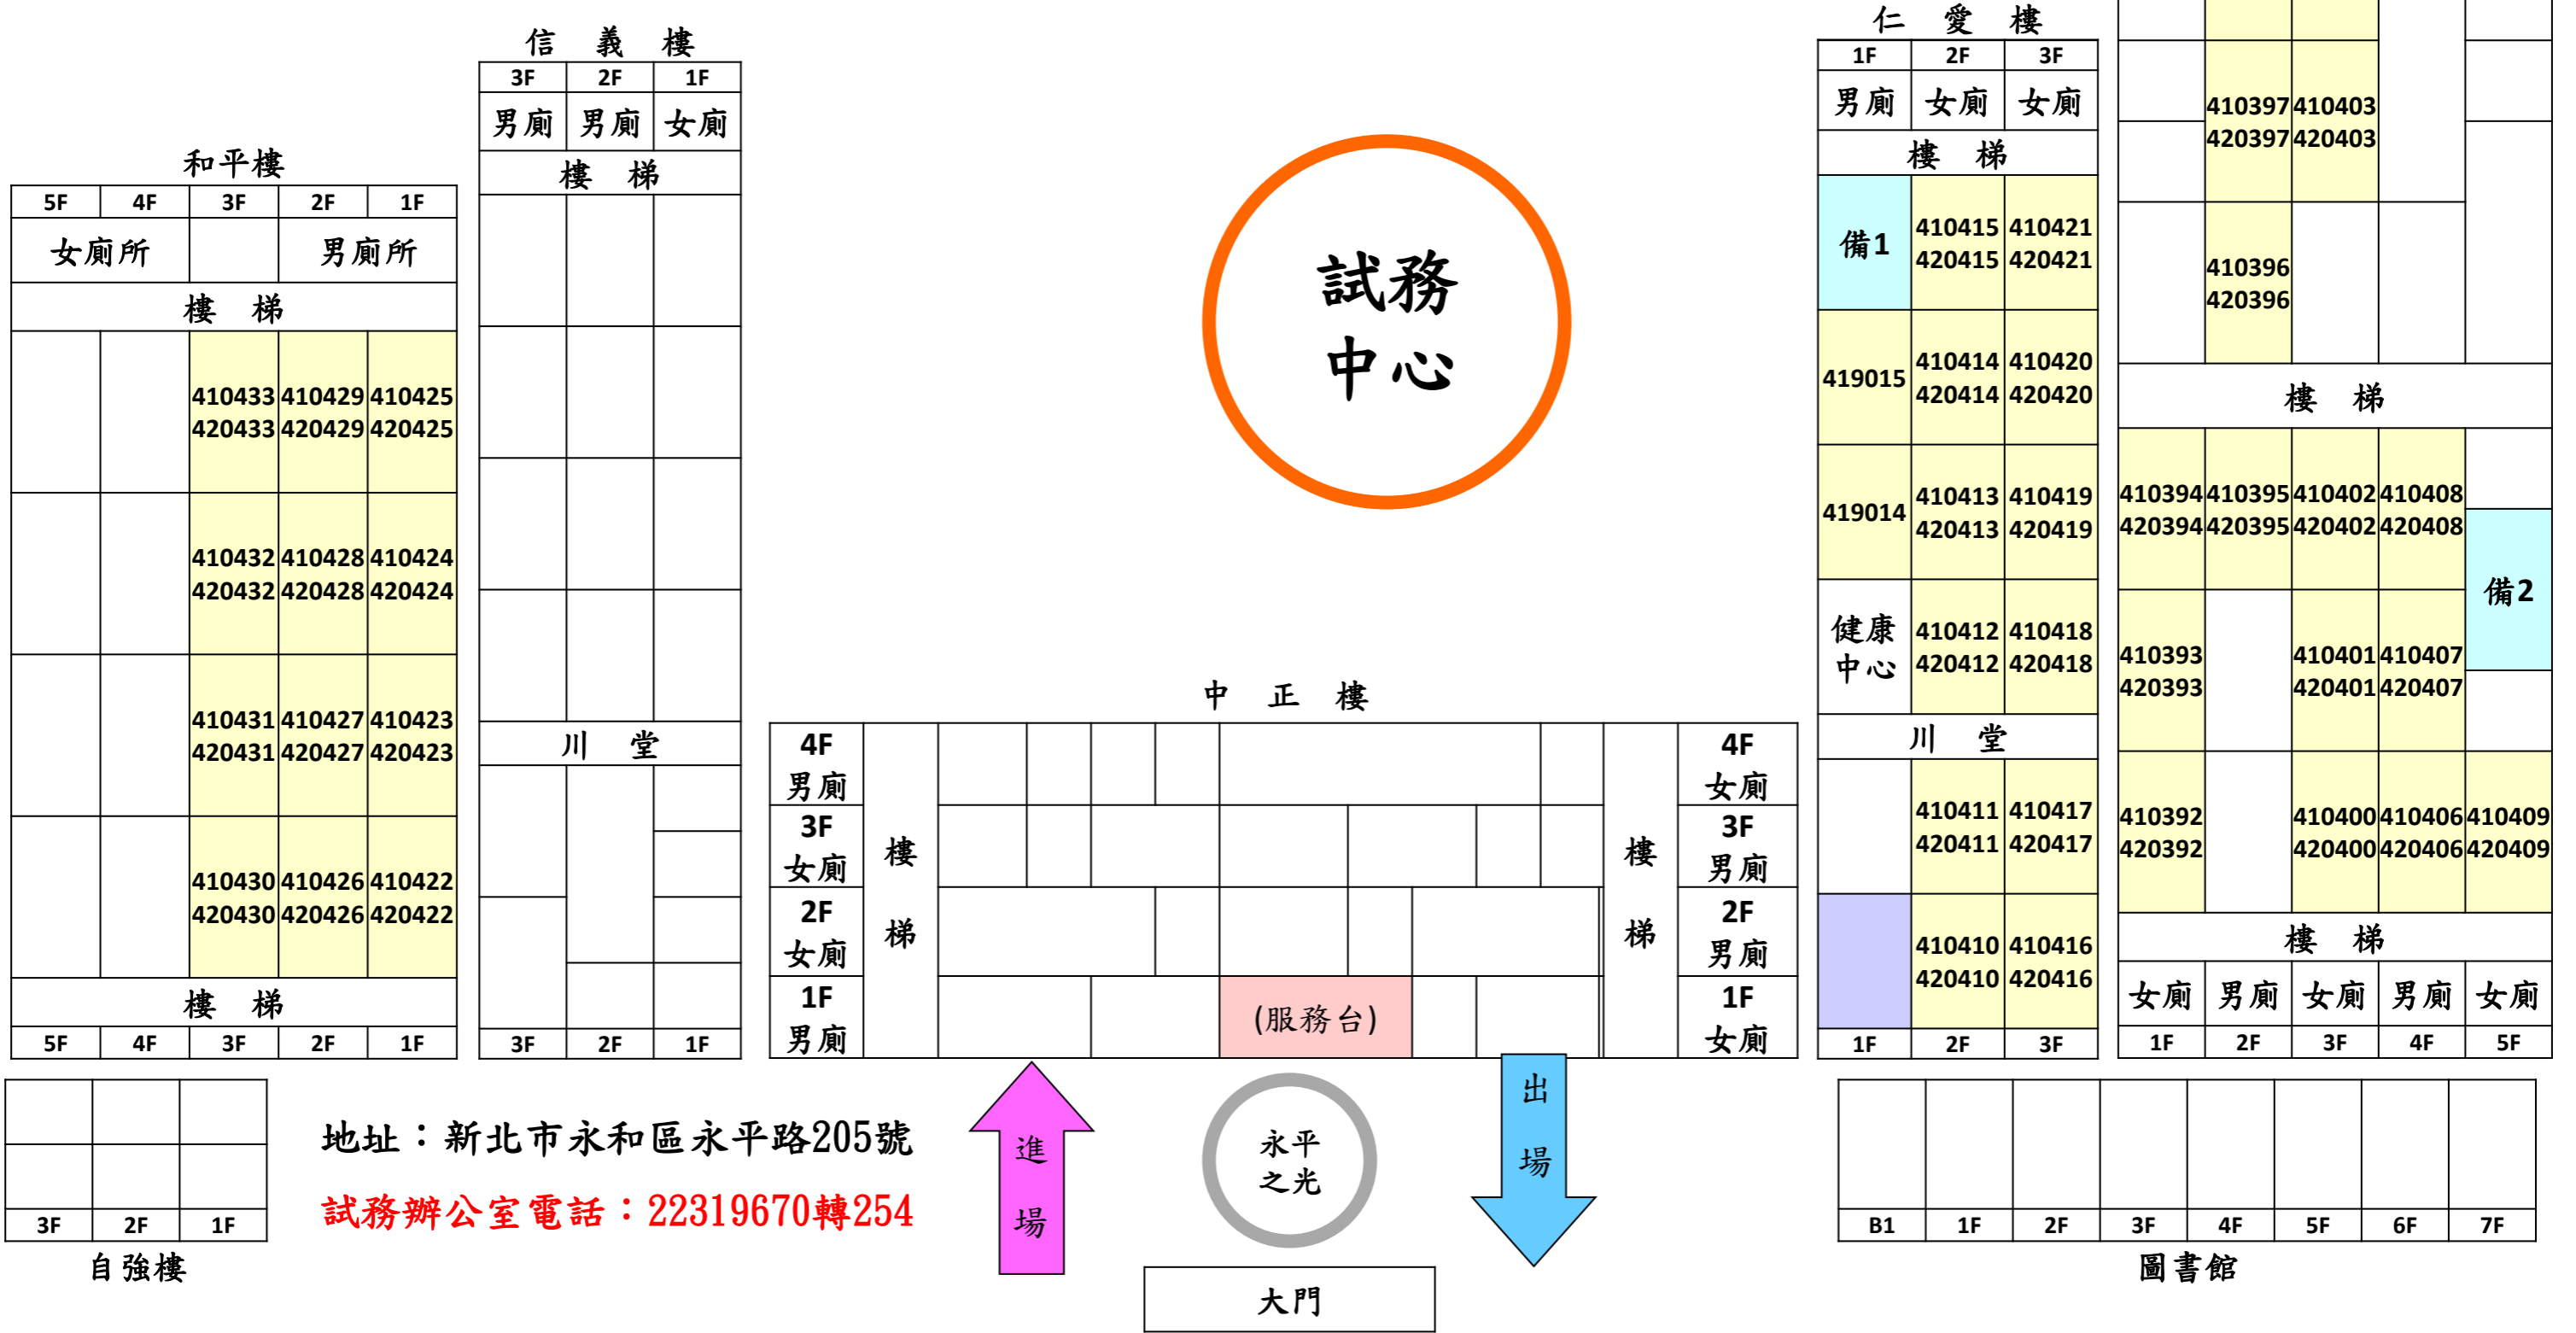 和平樓
5F 4F 3F 2F 1F
女廁所 男廁所
樓 梯
410433 410429 410425
420433 420429 420425
410432 410428 410424
420432 420428 420424
410431 410427 410423
420431 420427 420423
410430 410426 410422
420430 420426 420422
樓 梯
5F 4F 3F 2F 1F
信 義 樓
3F 2F 1F
男廁 男廁 女廁
樓 梯
川 堂
3F 2F 1F
試務
中心
中 正 樓
4F
男廁
3F
女廁
2F
女廁
1F
男廁
樓
梯
(服務台)
樓
梯
4F
女廁
3F
男廁
2F
男廁
1F
女廁
仁 愛 樓
1F 2F 3F
男廁 女廁 女廁
樓 梯
備1
410415 410421
420415 420421
419015
410414 410420
420414 420420
419014
410413 410419
420413 420419
健康
中心
410412 410418
420412 420418
川 堂
410411 410417
420411 420417
410410 410416
420410 420416
1F 2F 3F
410397 410403
420397 420403
410396
420396
樓 梯
410394 410395 410402 410408
420394 420395 420402 420408
備2
410393 410401 410407
420393 420401 420407
410392 410400 410406 410409
420392 420400 420406 420409
樓 梯
女廁 男廁 女廁 男廁 女廁
1F 2F 3F 4F 5F
3F 2F 1F
自強樓
地址：新北市永和區永平路205號
試務辦公室電話：22319670轉254
進
場
永平
之光
出
場
大門
B1 1F 2F 3F 4F 5F 6F 7F
圖書館